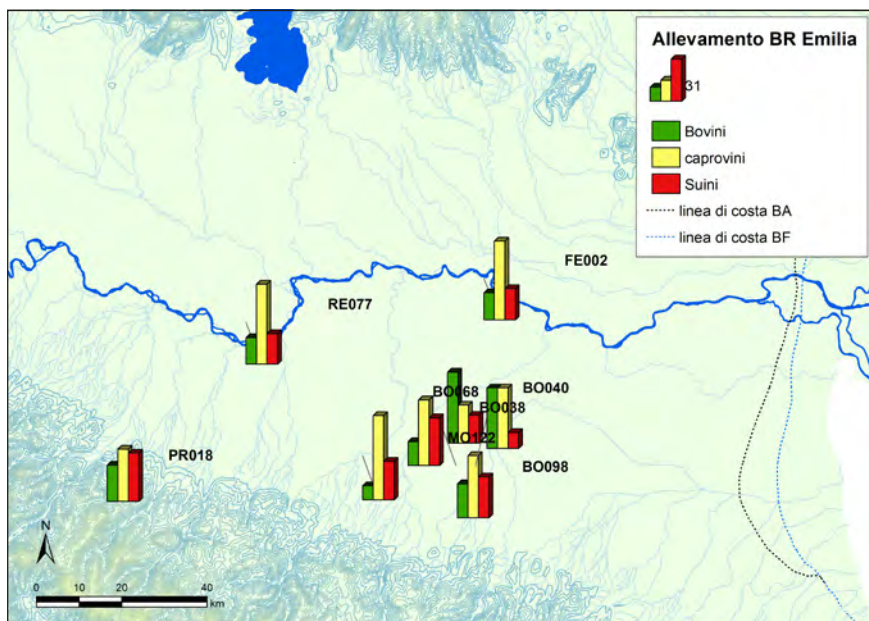 Allevamento BR Emilia
31
Bovini
caprovini
Suini
linea di costa BA
linea di costa BF
FE002
RE077
BO068
BO040
BO038
MO122
PR018
BO098
N
0 10 20 40
km